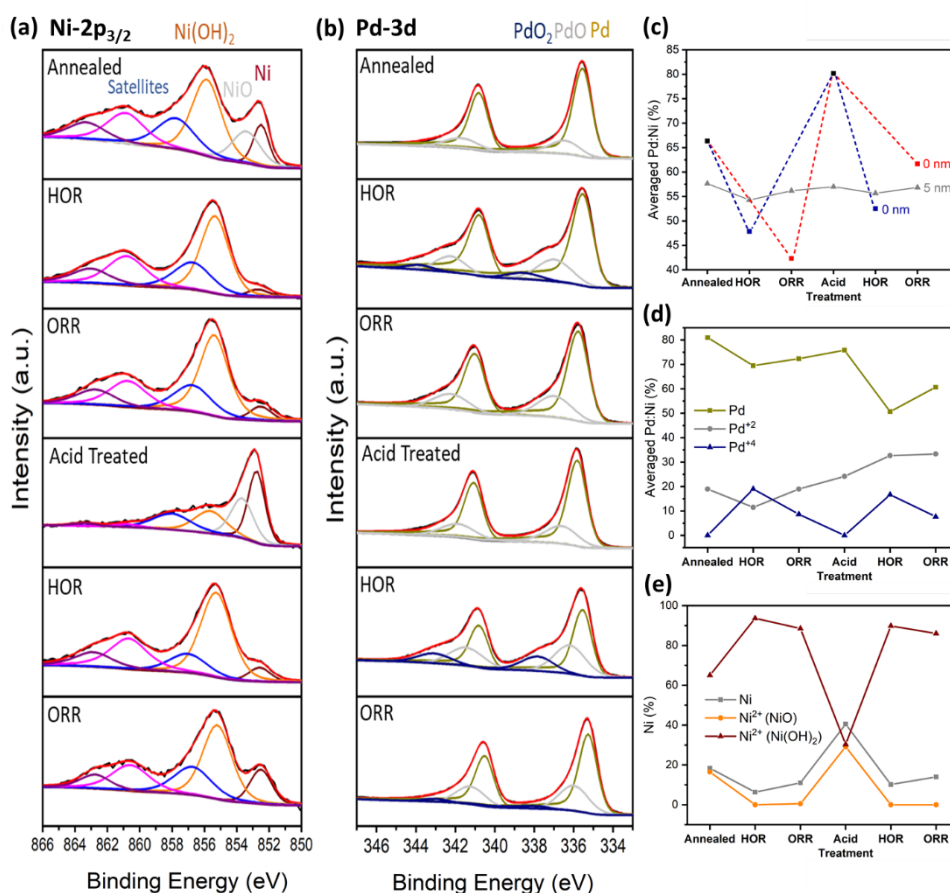 (a) Ni-2p3/2
Ni(OH)2
Annealed
Satellites
NiO
Ni
HOR
ORR
Acid Treated
HOR
ORR
Intensity (a.u.)
866 864 862 860 858 856 854 852 850
Binding Energy (eV)
(b) Pd-3d
PdO2 PdO Pd
Annealed
HOR
ORR
Acid Treated
HOR
ORR
Intensity (a.u.)
346 344 342 340 338 336 334
Binding Energy (eV)
(c)
Averaged Pd:Ni (%)
85
80
75
70
65
60
55
50
45
40
0 nm
5 nm
0 nm
Annealed HOR ORR Acid HOR ORR
Treatment
(d)
Averaged Pd:Ni (%)
90
80
70
60
50
40
30
20
10
0
Pd
Pd+2
Pd+4
Annealed HOR ORR Acid HOR ORR
Treatment
(e)
Ni (%)
100
80
60
40
20
0
Ni
Ni2+ (NiO)
Ni2+ (Ni(OH)2)
Annealed HOR ORR Acid HOR ORR
Treatment